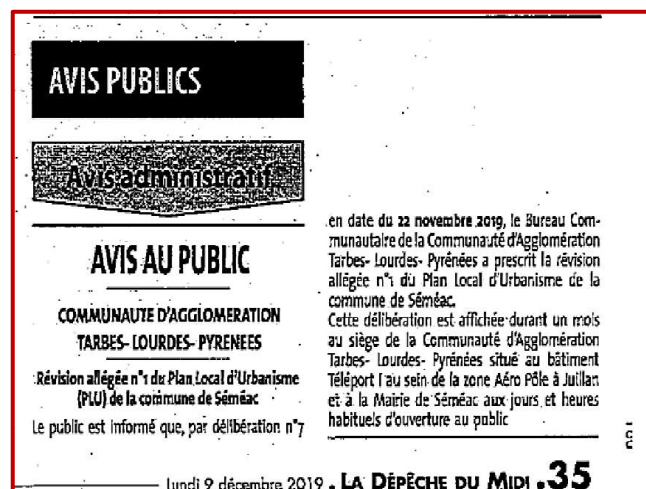 AVIS PUBLICS
Avis administratif
AVIS AU PUBLIC
COMMUNAUTE D'AGGLOMERATION
TARBES- LOURDES- PYRENEES
Révision allégée n°1 du Plan Local d'Urbanisme
(PLU) de la commune de Séméac
Le public est informé que, par délibération n°7
en date du 22 novembre 2019, le Bureau Com-
munautaire de la Communauté d'Agglomération
Tarbes- Lourdes- Pyrénées a prescrit la révision
allégée n°1 du Plan Local d'Urbanisme de la
commune de Séméac.
Cette délibération est affichée durant un mois
au siège de la Communauté d'Agglomération
Tarbes- Lourdes- Pyrénées situé au bâtiment
Téléport 1 au sein de la zone Aéro Pôle à Juillan
et à la Mairie de Séméac aux jours et heures
habituels d'ouverture au public
lundi 9 décembre 2019 . LA DÉPÊCHE DU MIDI .35